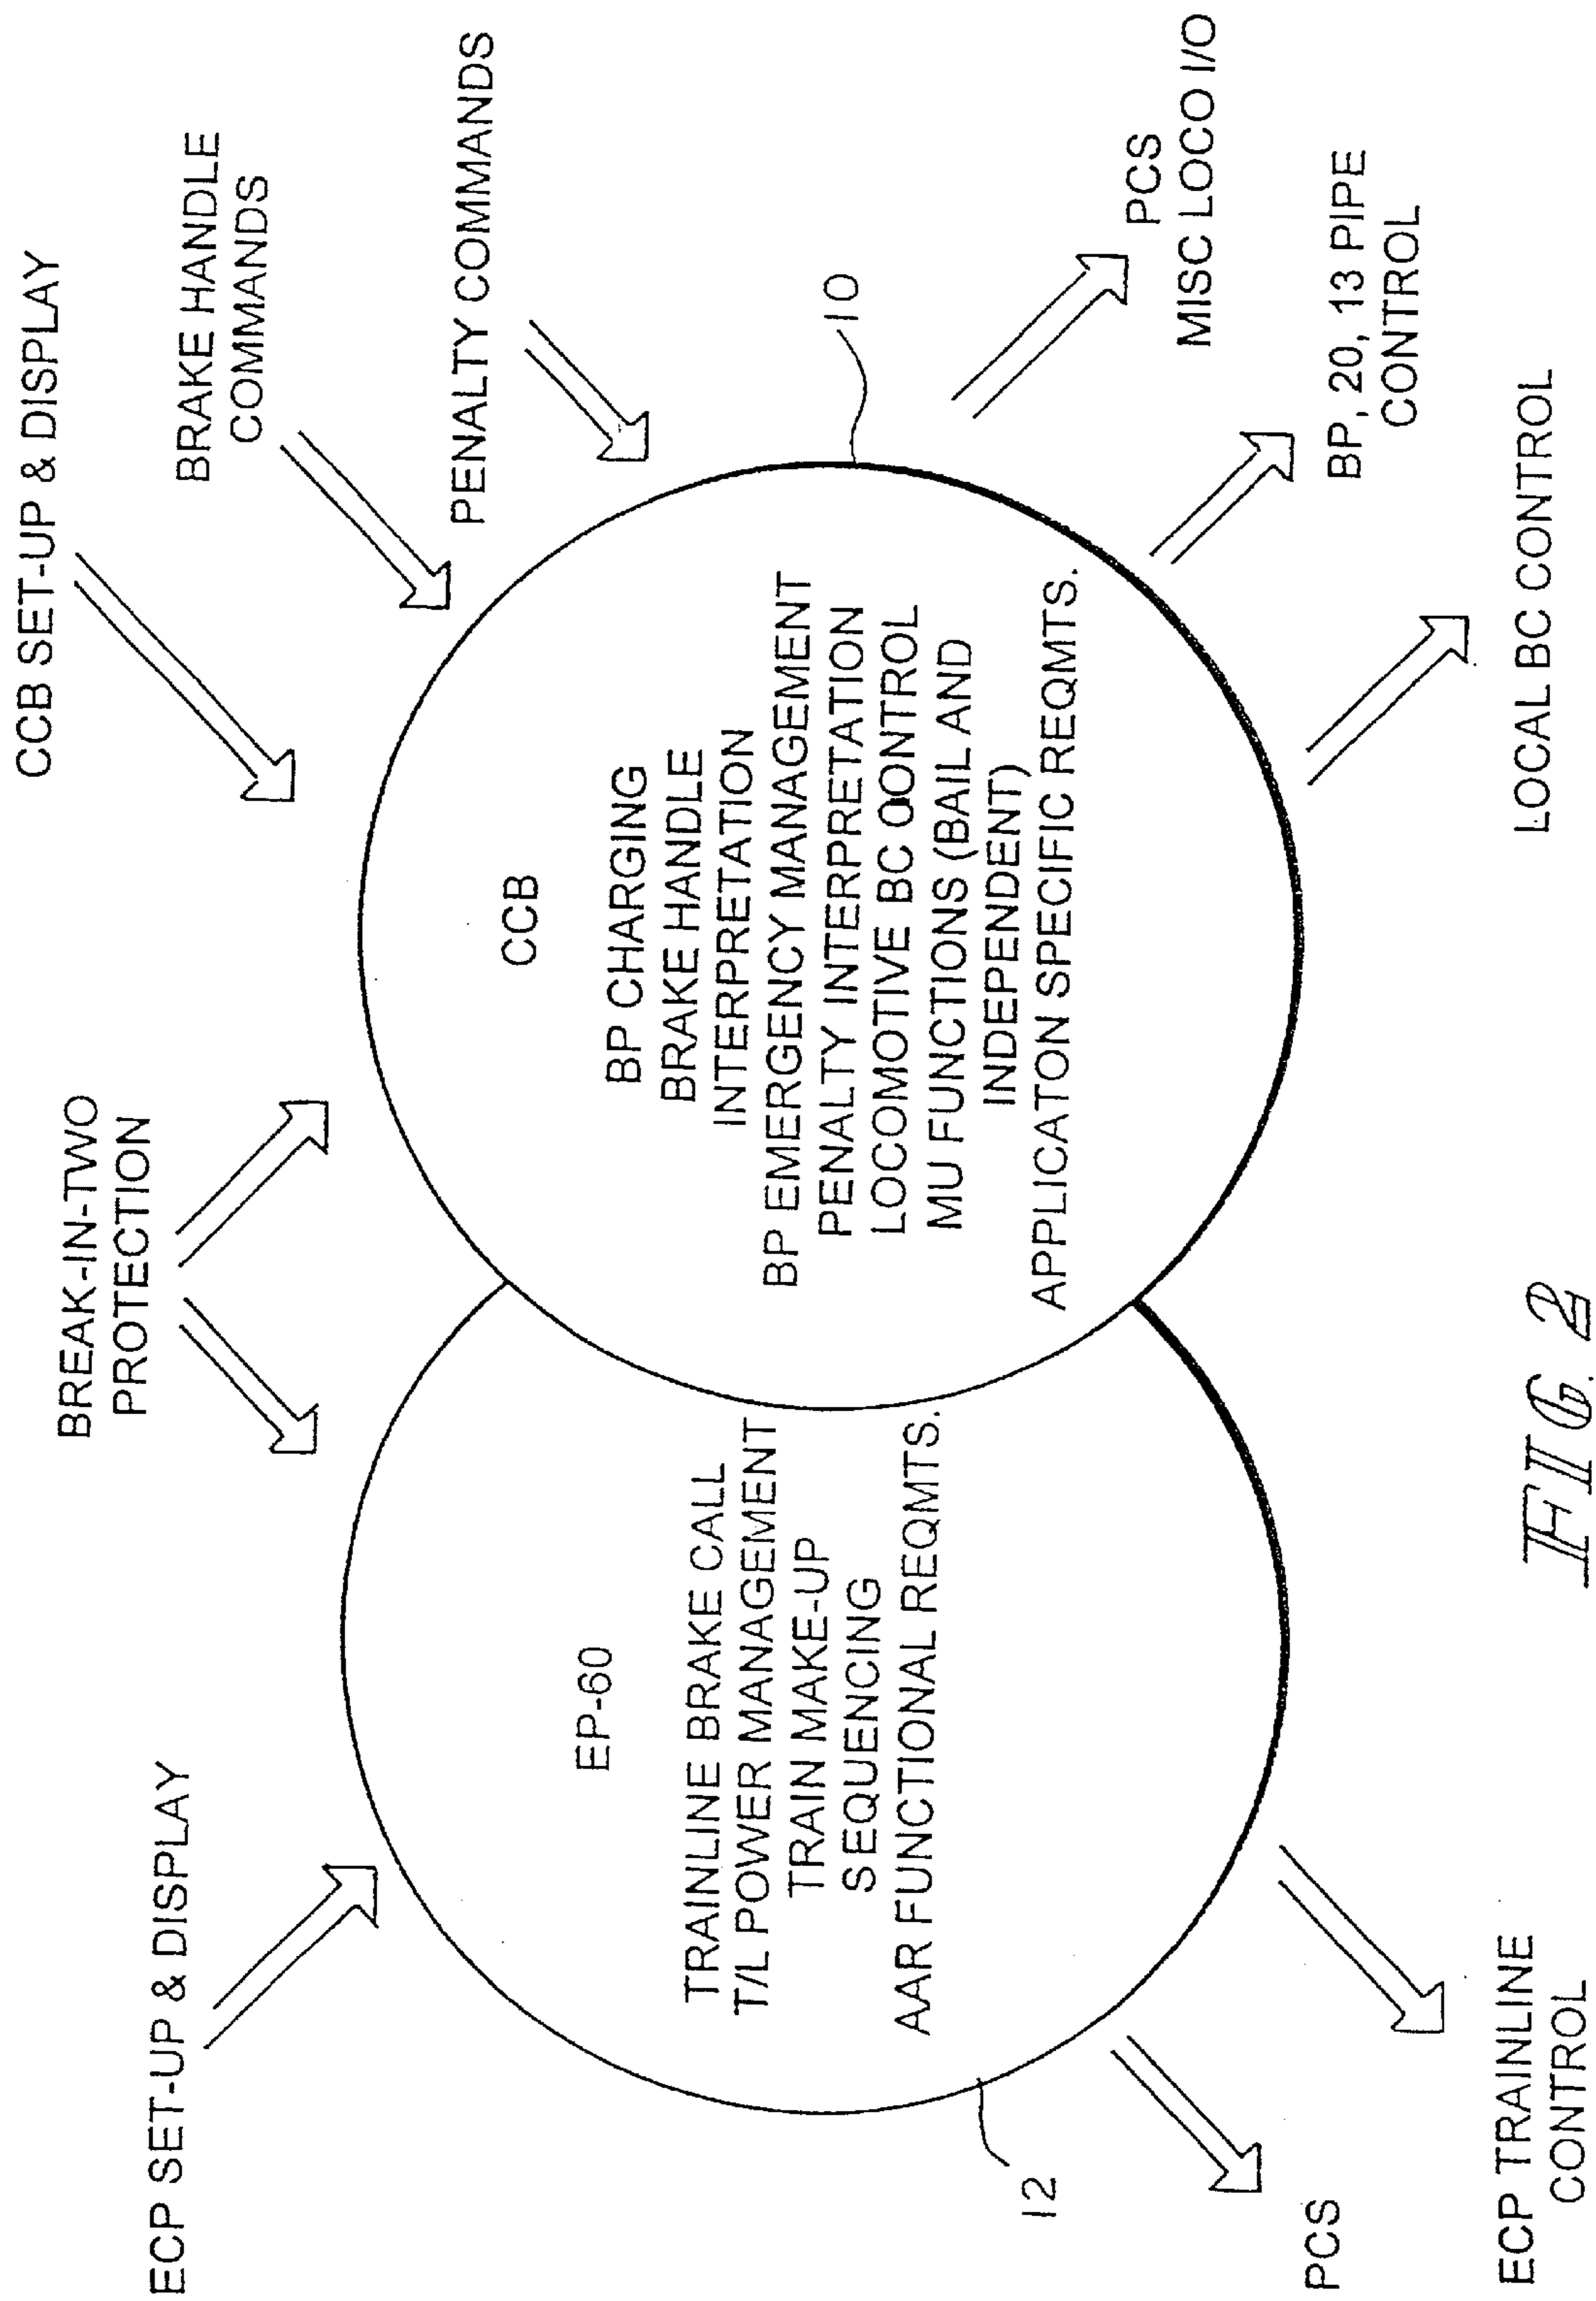 ECP SET-UP & DISPLAY
BREAK-IN-TWO
PROTECTION
CCB SET-UP & DISPLAY
BRAKE HANDLE
COMMANDS
PENALTY COMMANDS
EP-60
TRAINLINE BRAKE CALL
T/L POWER MANAGEMENT
TRAIN MAKE-UP
SEQUENCING
AAR FUNCTIONAL REQMTS.
CCB
BP CHARGING
BRAKE HANDLE
INTERPRETATION
BP EMERGENCY MANAGEMENT
PENALTY INTERPRETATION
LOCOMOTIVE BC CONTROL
MU FUNCTIONS (BAIL AND
INDEPENDENT)
APPLICATON SPECIFIC REQMTS.
10
12
PCS
ECP TRAINLINE
CONTROL
LOCAL BC CONTROL
BP, 20, 13 PIPE
CONTROL
PCS
MISC LOCO I/O
FIG. 2